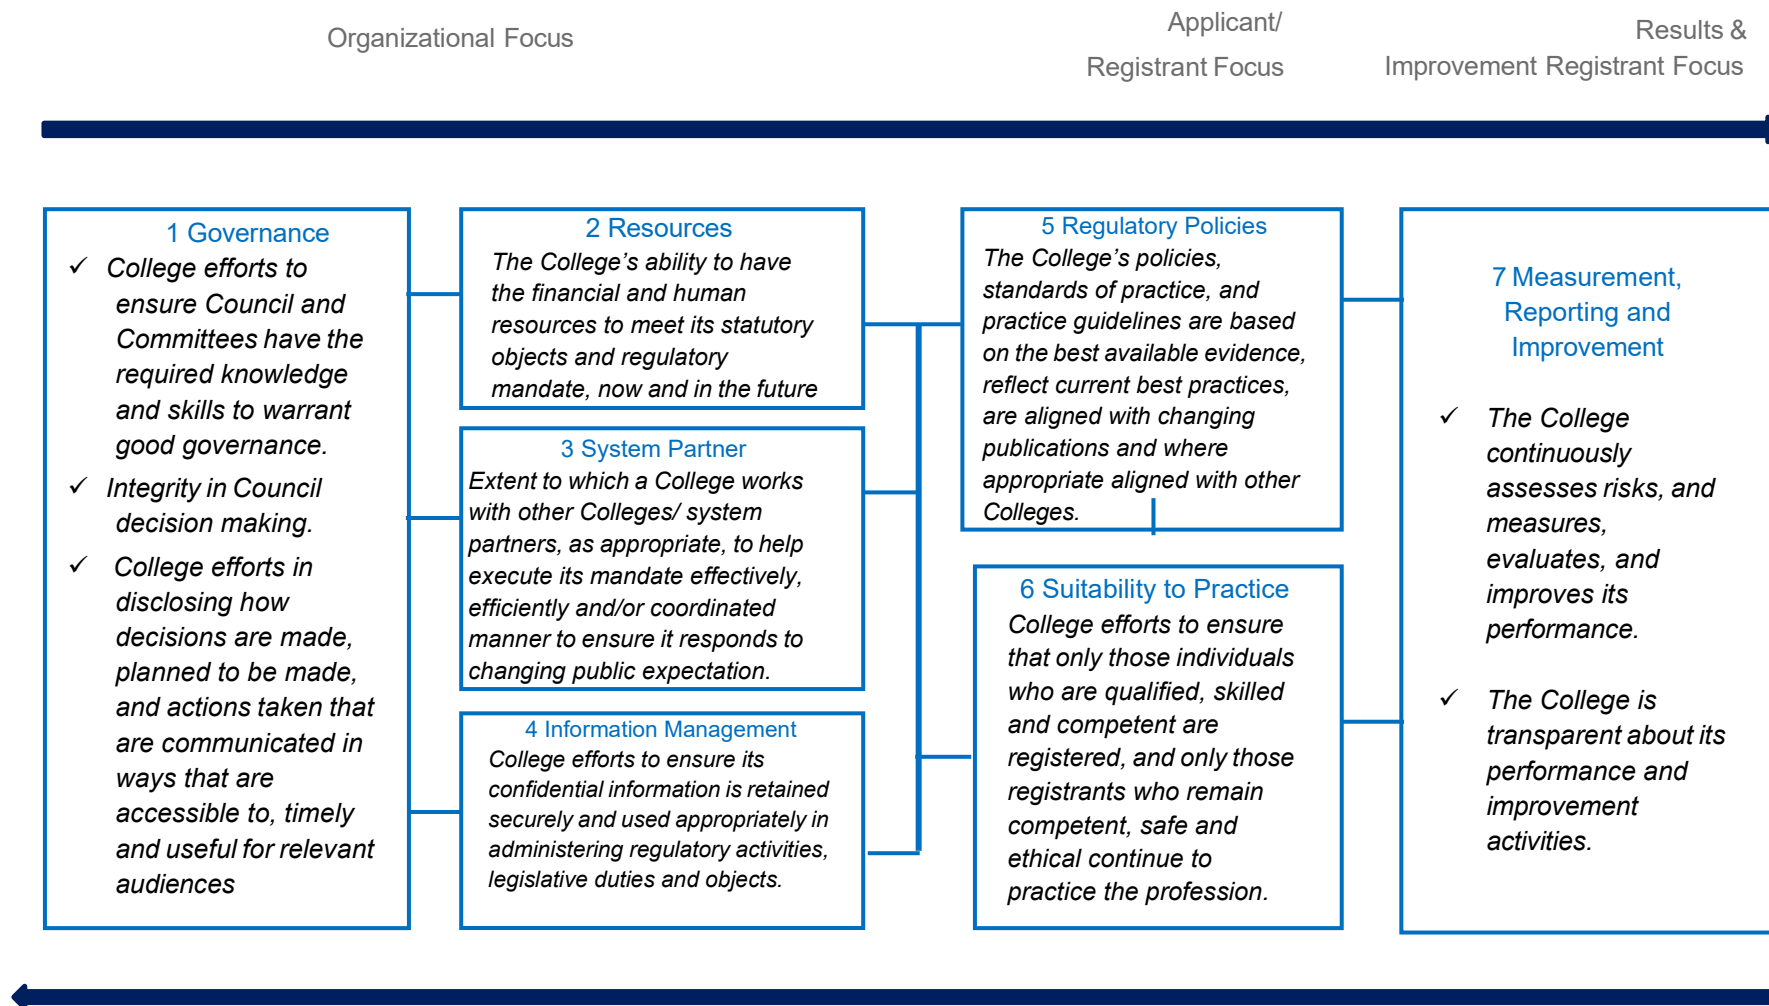 Organizational Focus
Applicant/
Registrant Focus
Results &
Improvement Registrant Focus
1 Governance
✓ College efforts to
ensure Council and
Committees have the
required knowledge
and skills to warrant
good governance.
✓ Integrity in Council
decision making.
✓ College efforts in
disclosing how
decisions are made,
planned to be made,
and actions taken that
are communicated in
ways that are
accessible to, timely
and useful for relevant
audiences
2 Resources
The College’s ability to have
the financial and human
resources to meet its statutory
objects and regulatory
mandate, now and in the future
3 System Partner
Extent to which a College works
with other Colleges/ system
partners, as appropriate, to help
execute its mandate effectively,
efficiently and/or coordinated
manner to ensure it responds to
changing public expectation.
4 Information Management
College efforts to ensure its
confidential information is retained
securely and used appropriately in
administering regulatory activities,
legislative duties and objects.
5 Regulatory Policies
The College’s policies,
standards of practice, and
practice guidelines are based
on the best available evidence,
reflect current best practices,
are aligned with changing
publications and where
appropriate aligned with other
Colleges.
6 Suitability to Practice
College efforts to ensure
that only those individuals
who are qualified, skilled
and competent are
registered, and only those
registrants who remain
competent, safe and
ethical continue to
practice the profession.
7 Measurement,
Reporting and
Improvement
✓ The College
continuously
assesses risks, and
measures,
evaluates, and
improves its
performance.
✓ The College is
transparent about its
performance and
improvement
activities.